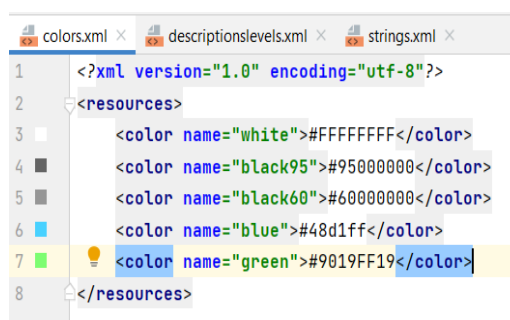 colors.xml × descriptionslevels.xml × strings.xml ×
1 <?xml version="1.0" encoding="utf-8"?>
2 <resources>
3 <color name="white">#FFFFFFFF</color>
4 <color name="black95">#95000000</color>
5 <color name="black60">#60000000</color>
6 <color name="blue">#48d1ff</color>
7 <color name="green">#9019FF19</color>
8 </resources>